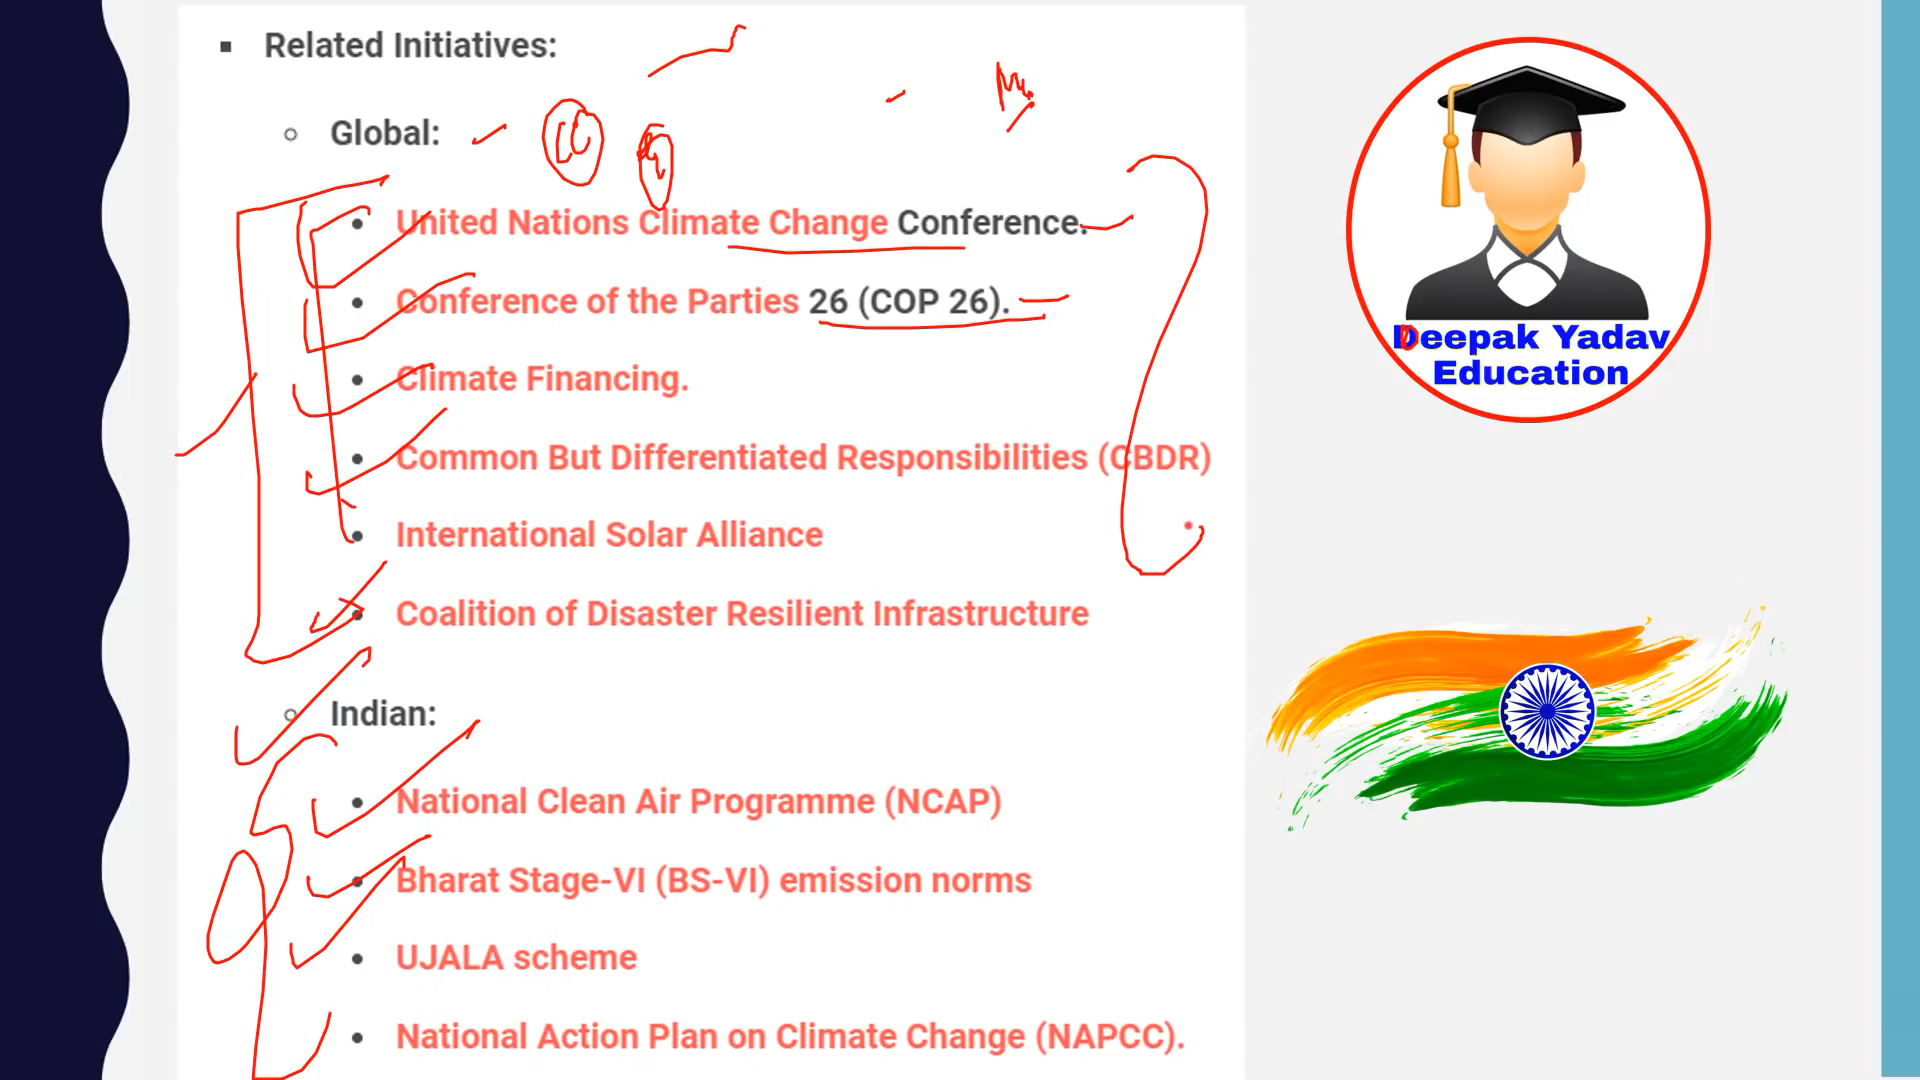 Related Initiatives:
Global:
United Nations Climate Change Conference.
Conference of the Parties 26 (COP 26).
Climate Financing.
Common But Differentiated Responsibilities (CBDR)
International Solar Alliance
Coalition of Disaster Resilient Infrastructure
Indian:
National Clean Air Programme (NCAP)
Bharat Stage-VI (BS-VI) emission norms
UJALA scheme
National Action Plan on Climate Change (NAPCC).
Deepak Yadav
Education